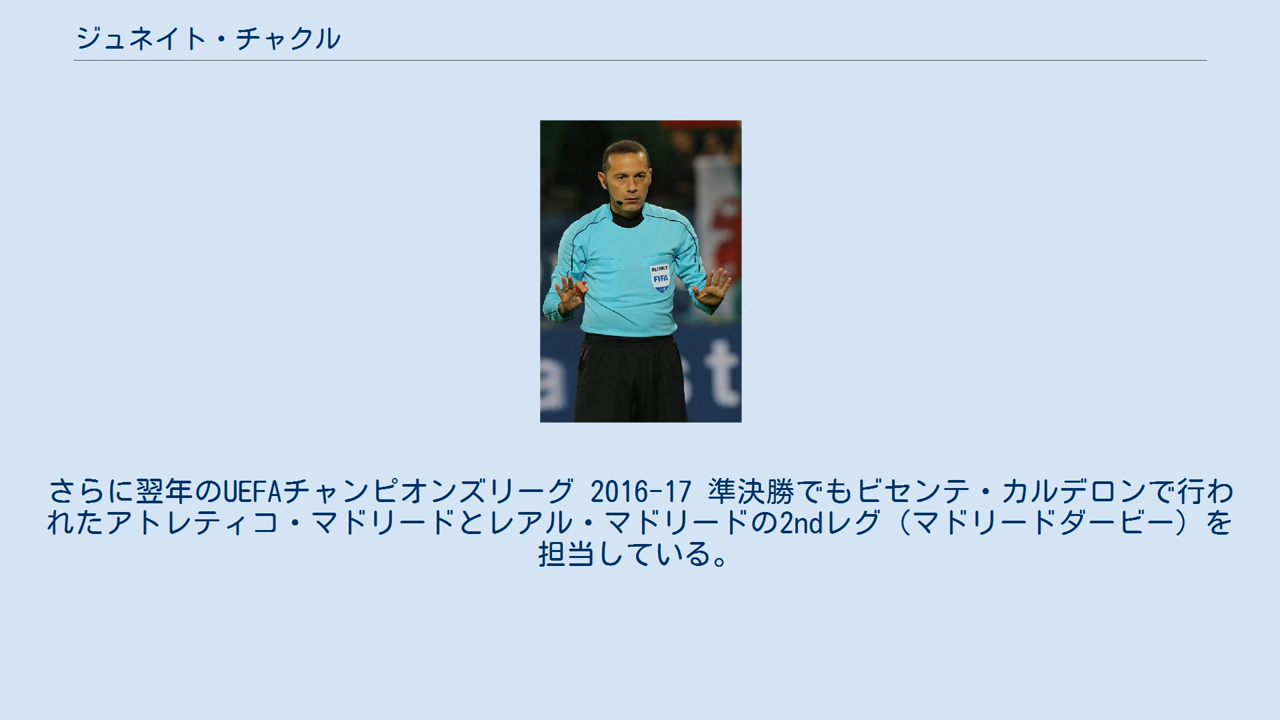 ジュネイト・チャクル
FIFA
a
st
さらに翌年のUEFAチャンピオンズリーグ 2016-17 準決勝でもビセンテ・カルデロンで行わ
れたアトレティコ・マドリードとレアル・マドリードの2ndレグ（マドリードダービー）を
担当している。